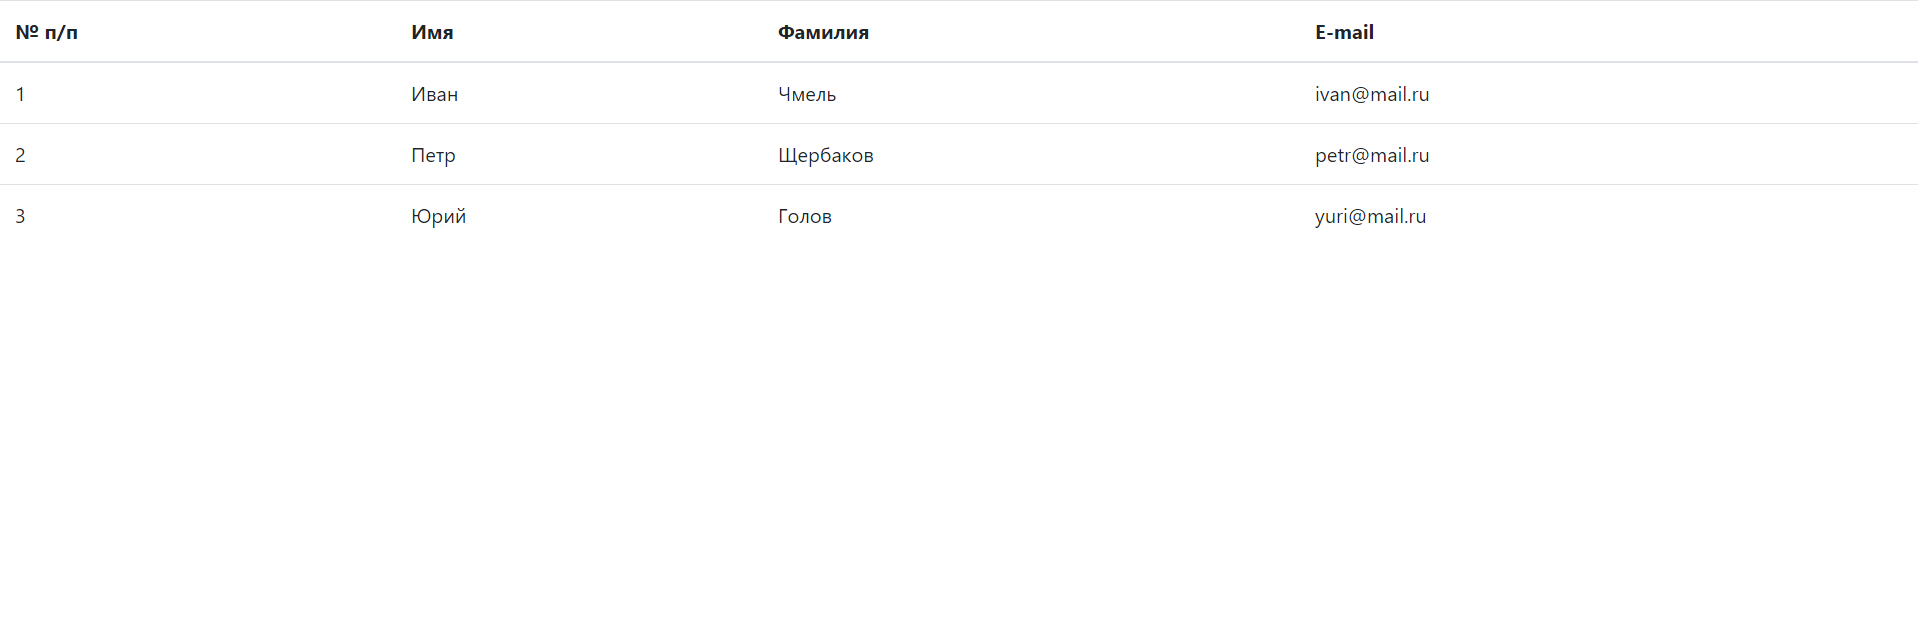 № п/п Имя Фамилия E-mail
1 Иван Чмель ivan@mail.ru
2 Петр Щербаков petr@mail.ru
3 Юрий Голов yuri@mail.ru